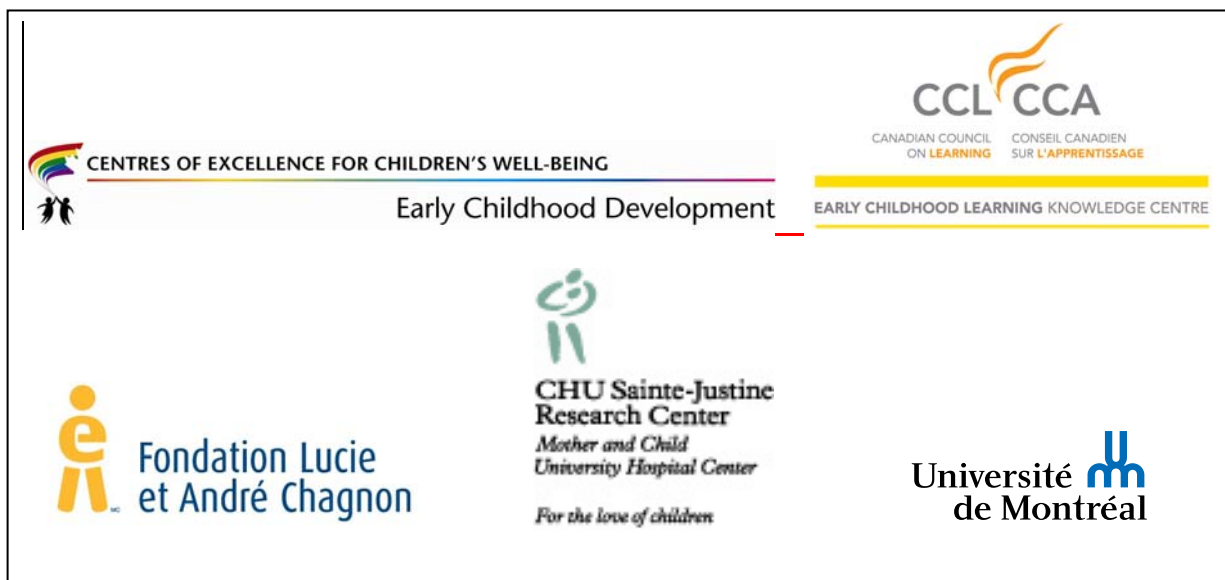 CENTRES OF EXCELLENCE FOR CHILDREN'S WELL-BEING
Early Childhood Development
CCL CCA
CANADIAN COUNCIL CONSEIL CANADIEN
ON LEARNING SUR L'APPRENTISSAGE
EARLY CHILDHOOD LEARNING KNOWLEDGE CENTRE
Fondation Lucie
et André Chagnon
MC
CHU Sainte-Justine
Research Center
Mother and Child
University Hospital Center
For the love of children
Université
de Montréal